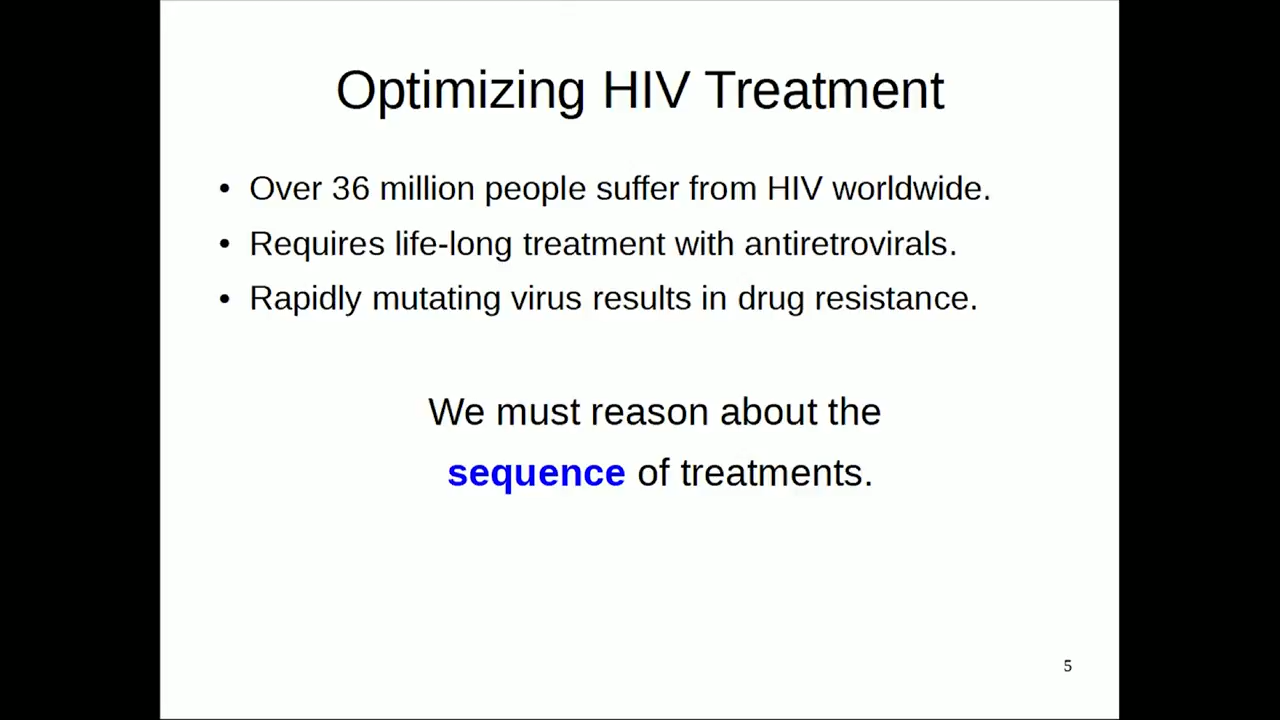 Optimizing HIV Treatment
• Over 36 million people suffer from HIV worldwide.
• Requires life-long treatment with antiretrovirals.
• Rapidly mutating virus results in drug resistance.
We must reason about the
sequence of treatments.
5